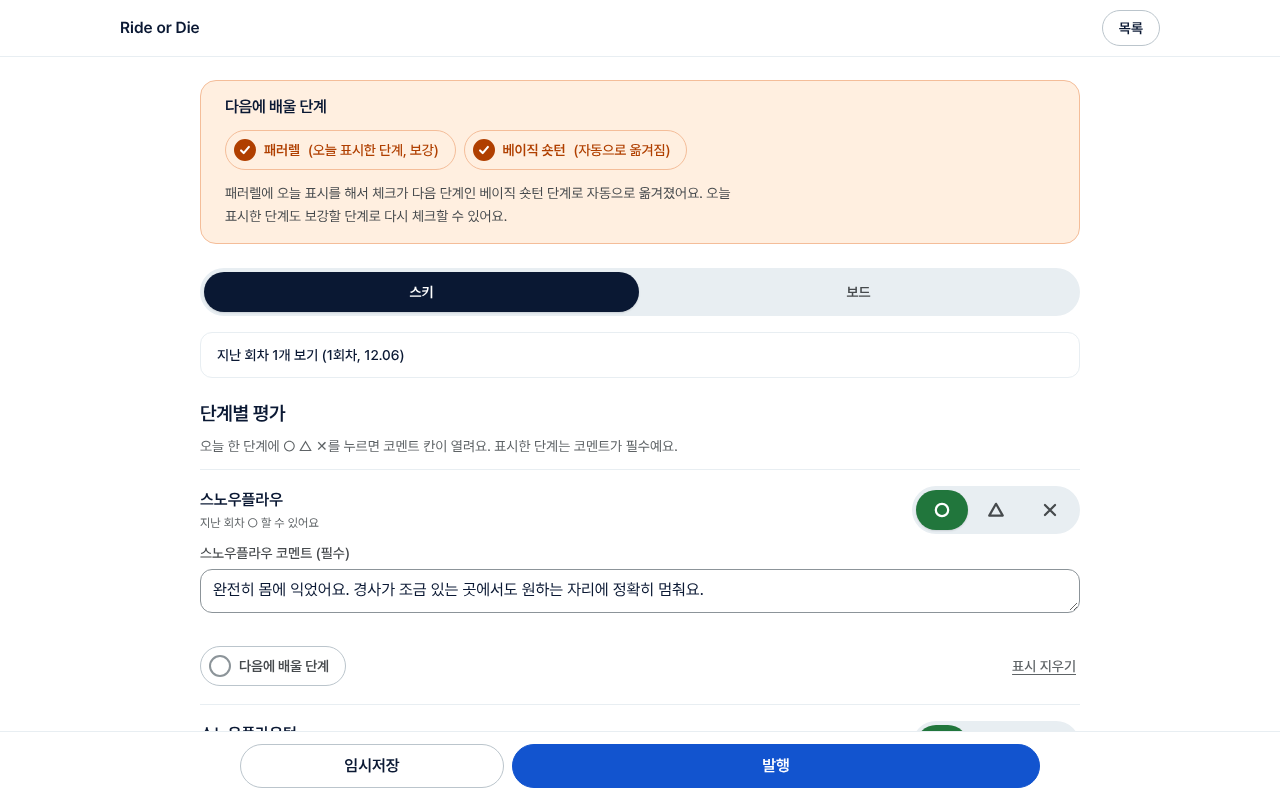 Ride or Die
목록
다음에 배울 단계
패러렐 (오늘 표시한 단계, 보강)
베이직 숏턴 (자동으로 옮겨짐)
패러렐에 오늘 표시를 해서 체크가 다음 단계인 베이직 숏턴 단계로 자동으로 옮겨졌어요. 오늘
표시한 단계도 보강할 단계로 다시 체크할 수 있어요.
스키
보드
지난 회차 1개 보기 (1회차, 12.06)
단계별 평가
오늘 한 단계에 ○ △ ✕를 누르면 코멘트 칸이 열려요. 표시한 단계는 코멘트가 필수예요.
스노우플라우
지난 회차 ○ 할 수 있어요
스노우플라우 코멘트 (필수)
완전히 몸에 익었어요. 경사가 조금 있는 곳에서도 원하는 자리에 정확히 멈춰요.
다음에 배울 단계
표시 지우기
임시저장
발행